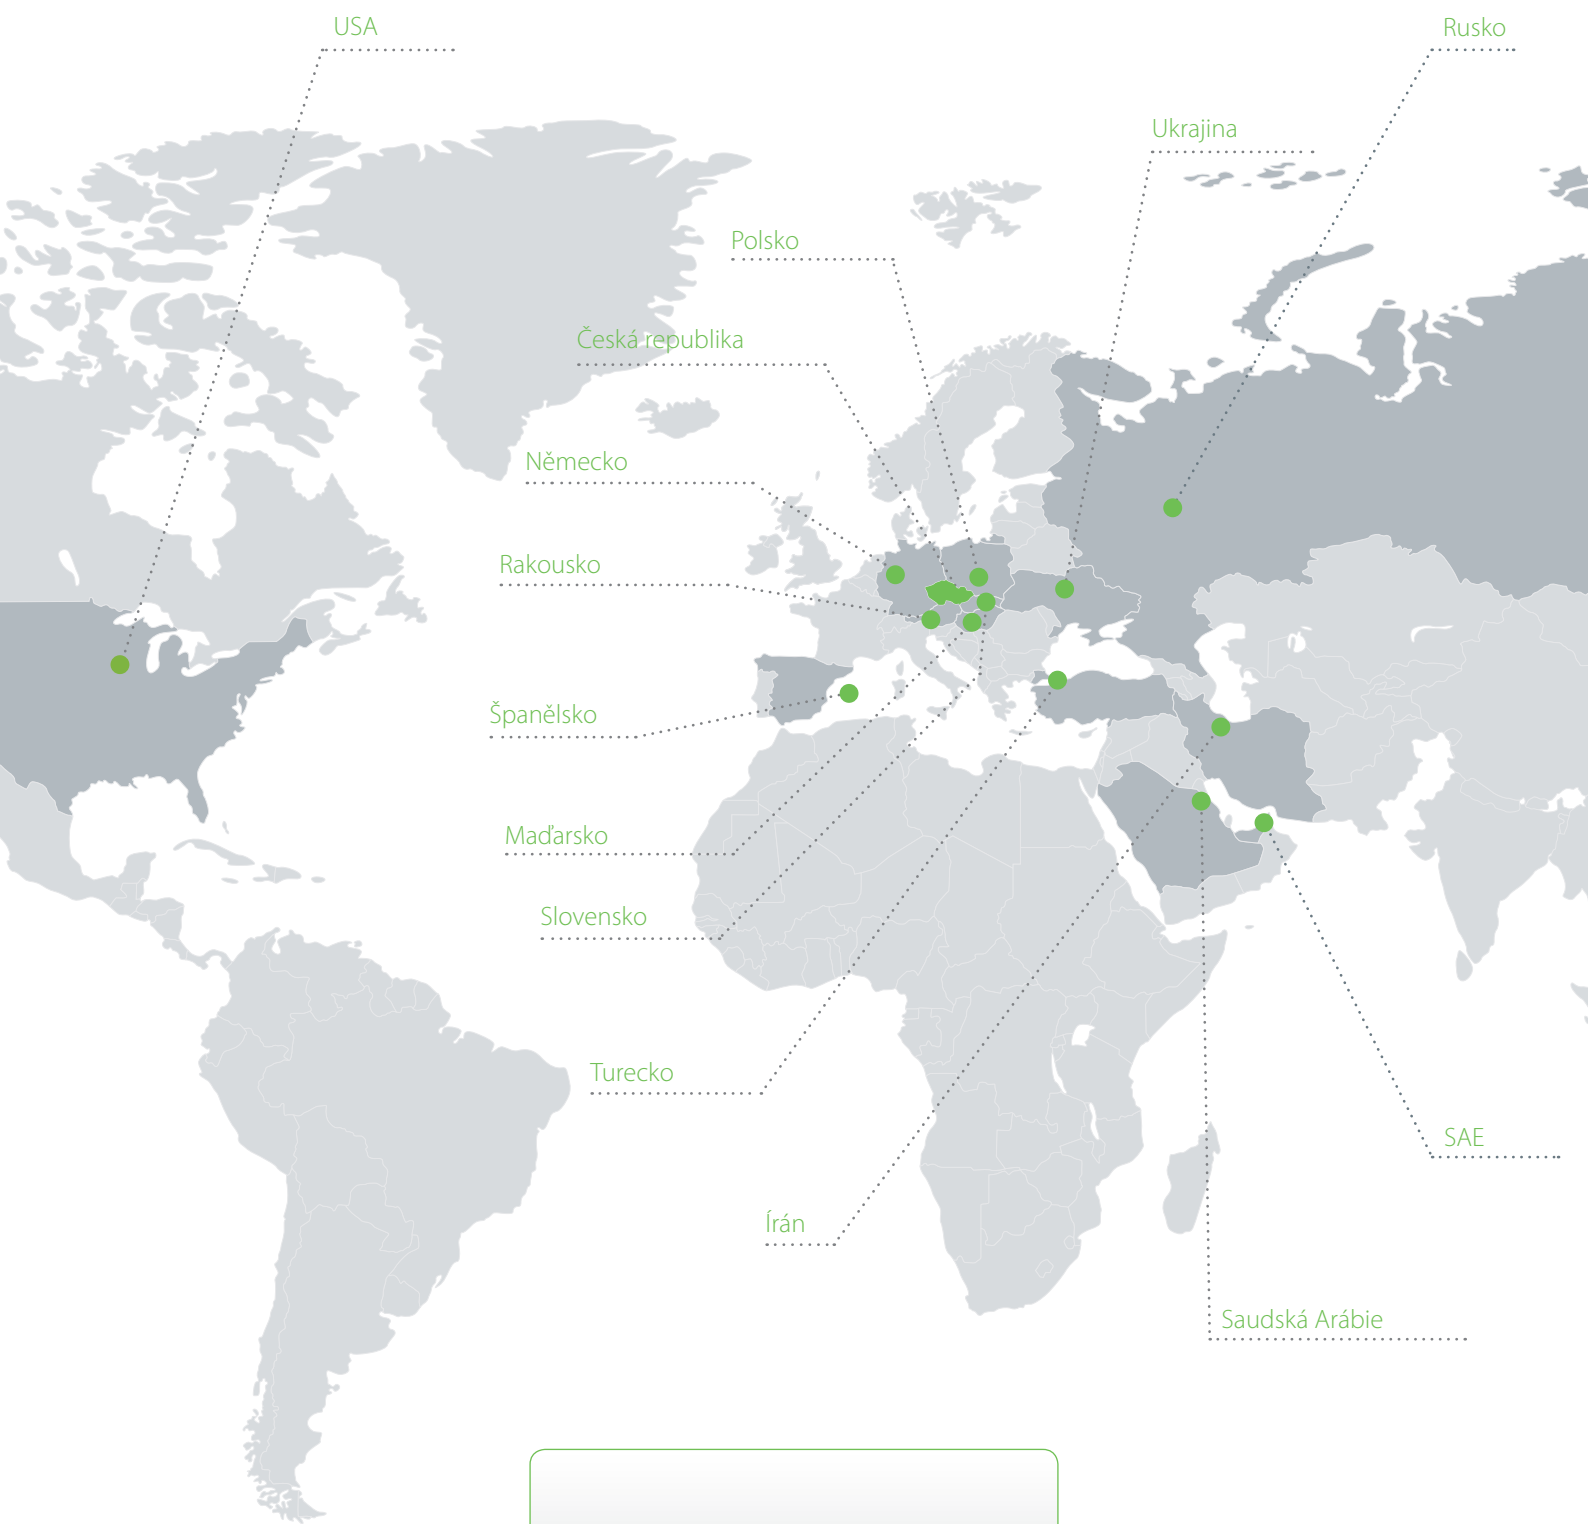 USA
Rusko
Ukrajina
Polsko
Česká republika
Německo
Rakousko
Španělsko
Maďarsko
Slovensko
Turecko
SAE
Írán
Saudská Arábie